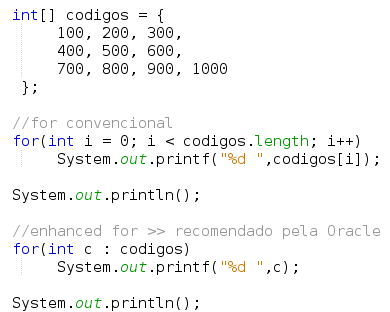 int[] codigos = {
100, 200, 300,
400, 500, 600,
700, 800, 900, 1000
};
//for convencional
for(int i = 0; i < codigos.length; i++)
System.out.printf("%d ",codigos[i]);
System.out.println();
//enhanced for >> recomendado pela Oracle
for(int c : codigos)
System.out.printf("%d ",c);
System.out.println();